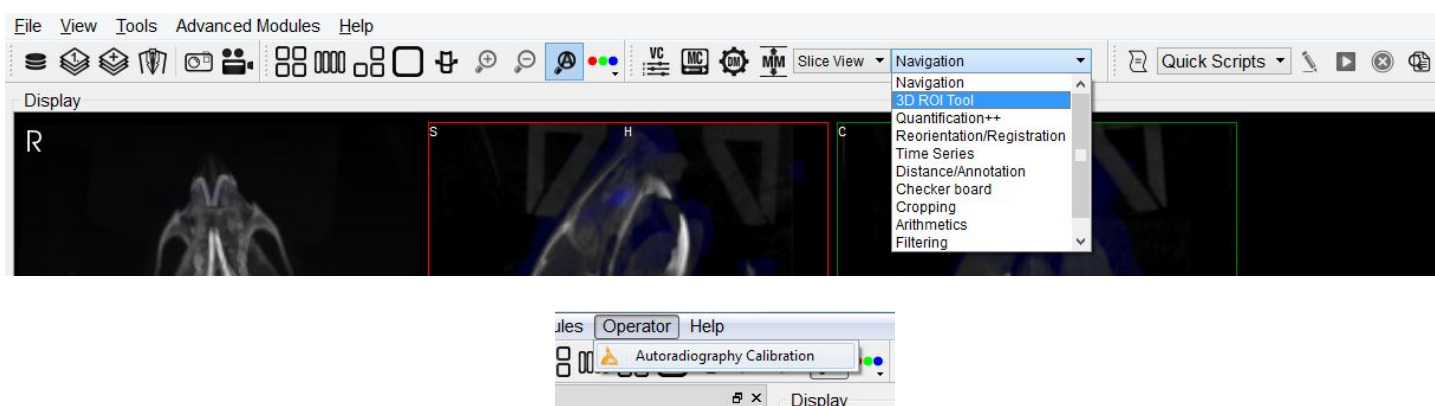 File View Tools Advanced Modules Help
1 VC MC DM MM Slice View Navigation Quick Scripts
Display
Navigation
3D ROI Tool
Quantification++
Reorientation/Registration
Time Series
Distance/Annotation
Checker board
Cropping
Arithmetics
Filtering
R
S H C
ules Operator Help
Autoradiography Calibration
Display